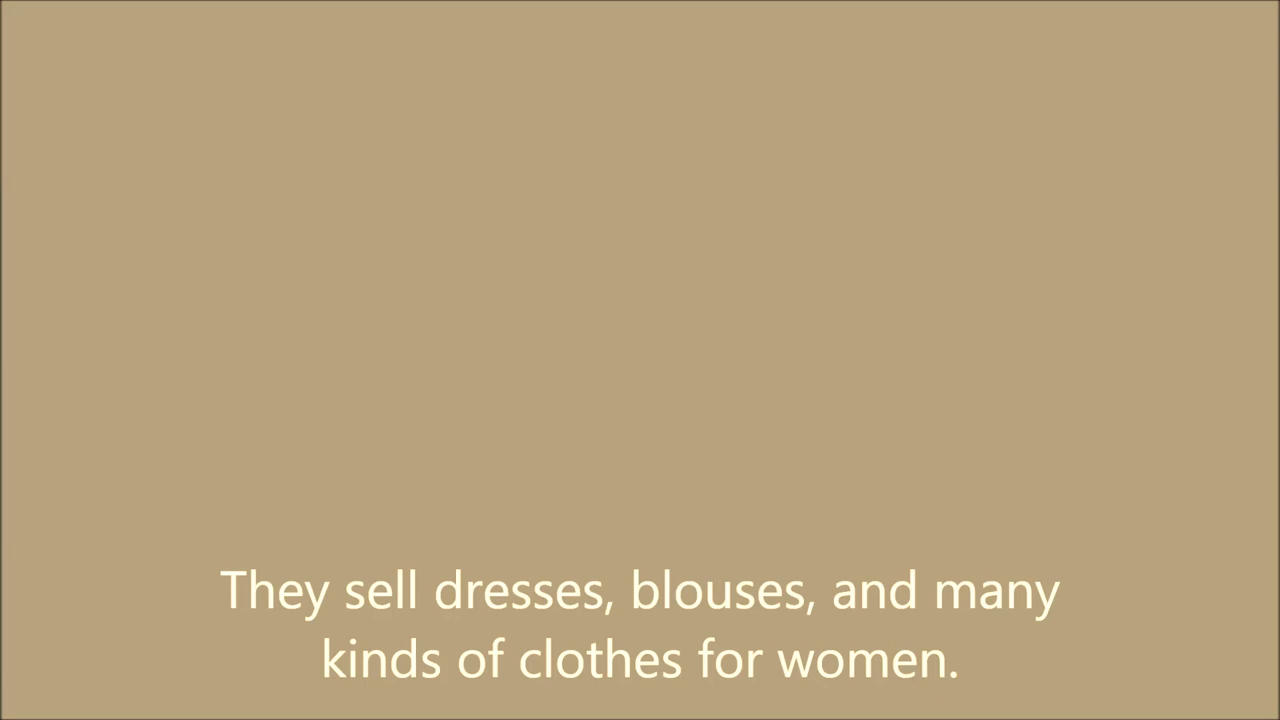 They sell dresses, blouses, and many
kinds of clothes for women.